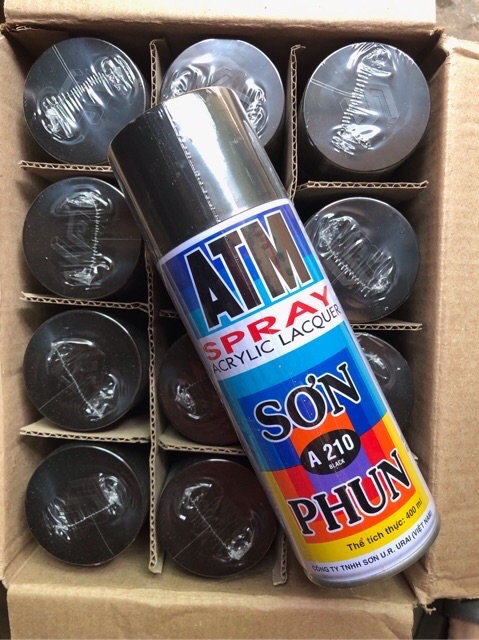 ATM
SPRAY
ACRYLIC LACQUER
SƠN
A 210
BLACK
PHUN
Thể tích thực: 400 ml
CÔNG TY TNHH SƠN U.R. URAI (VIỆT NAM)